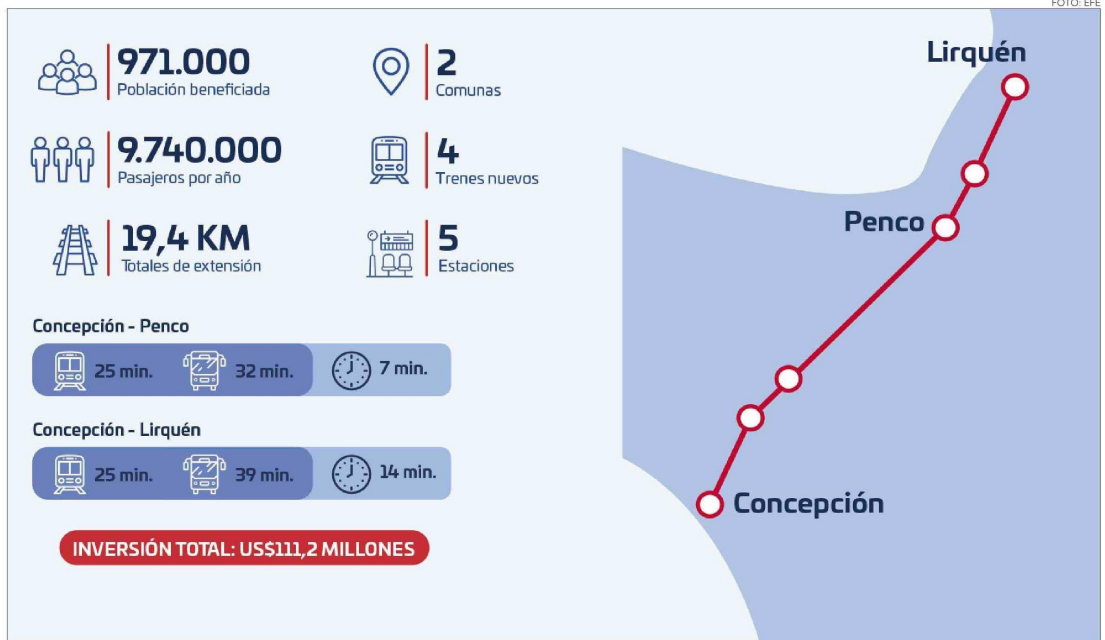 FOTO: EFE
971.000
Población beneficiada
2
Comunas
9.740.000
Pasajeros por año
4
Trenes nuevos
19,4 KM
Totales de extensión
5
Estaciones
Concepción - Penco
25 min. 32 min. 7 min.
Concepción - Lirquén
25 min. 39 min. 14 min.
INVERSIÓN TOTAL: US$111,2 MILLONES
Lirquén
Penco
Concepción